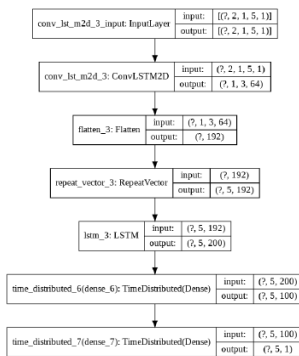 conv_lst_m2d_3_input: InputLayer
input: [(?, 2, 1, 5, 1)]
output: [(?, 2, 1, 5, 1)]
conv_lst_m2d_3: ConvLSTM2D
input: (?, 2, 1, 5, 1)
output: (?, 1, 3, 64)
flatten_3: Flatten
input: (?, 1, 3, 64)
output: (?, 192)
repeat_vector_3: RepeatVector
input: (?, 192)
output: (?, 5, 192)
lstm_3: LSTM
input: (?, 5, 192)
output: (?, 5, 200)
time_distributed_6(dense_6): TimeDistributed(Dense)
input: (?, 5, 200)
output: (?, 5, 100)
time_distributed_7(dense_7): TimeDistributed(Dense)
input: (?, 5, 100)
output: (?, 5, 1)